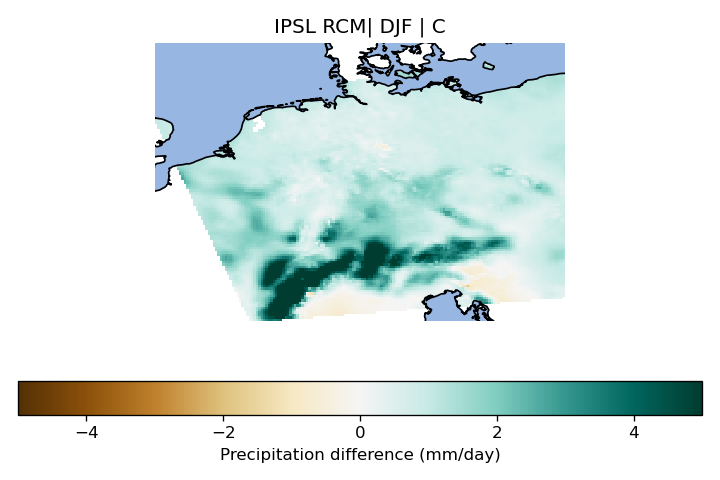 IPSL RCM| DJF | C
−4 −2 0 2 4
Precipitation difference (mm/day)